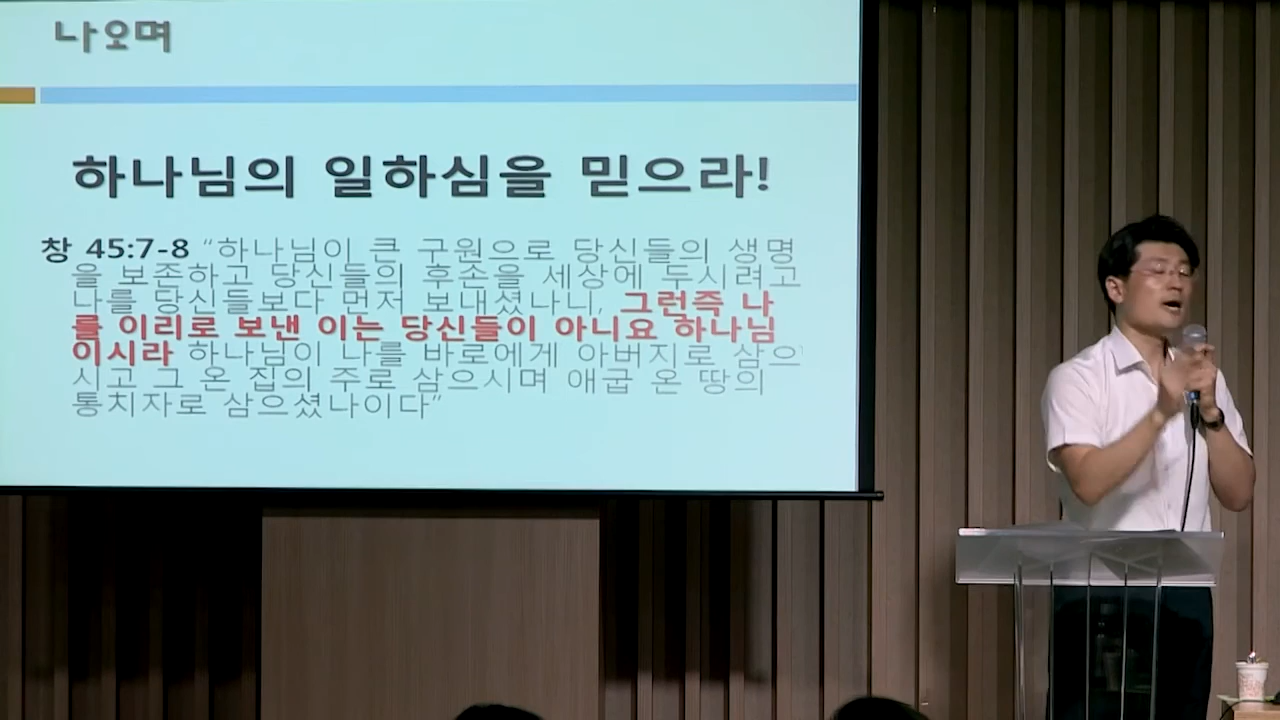 나오며
하나님의 일하심을 믿으라!
창 45:7-8 “하나님이 큰 구원으로 당신들의 생명
을 보존하고 당신들의 후손을 세상에 두시려고
나를 당신들보다 먼저 보내셨나니, 그런즉 나
를 이리로 보낸 이는 당신들이 아니요 하나님
이시라 하나님이 나를 바로에게 아버지로 삼으
시고 그 온 집의 주로 삼으시며 애굽 온 땅의
통치자로 삼으셨나이다”